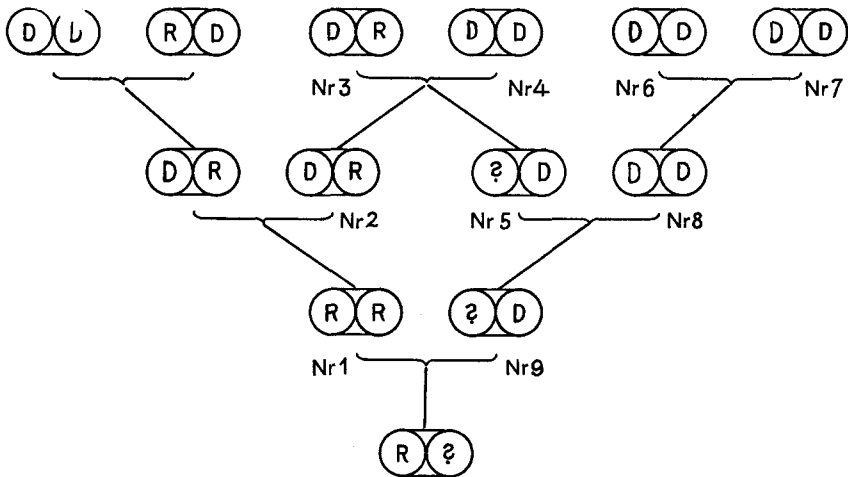 D D R D D R D D D D D D
Nr3 Nr4 Nr6 Nr7
D R D R ? D D D
Nr2 Nr5 Nr8
R R ? D
Nr1 Nr9
R ?